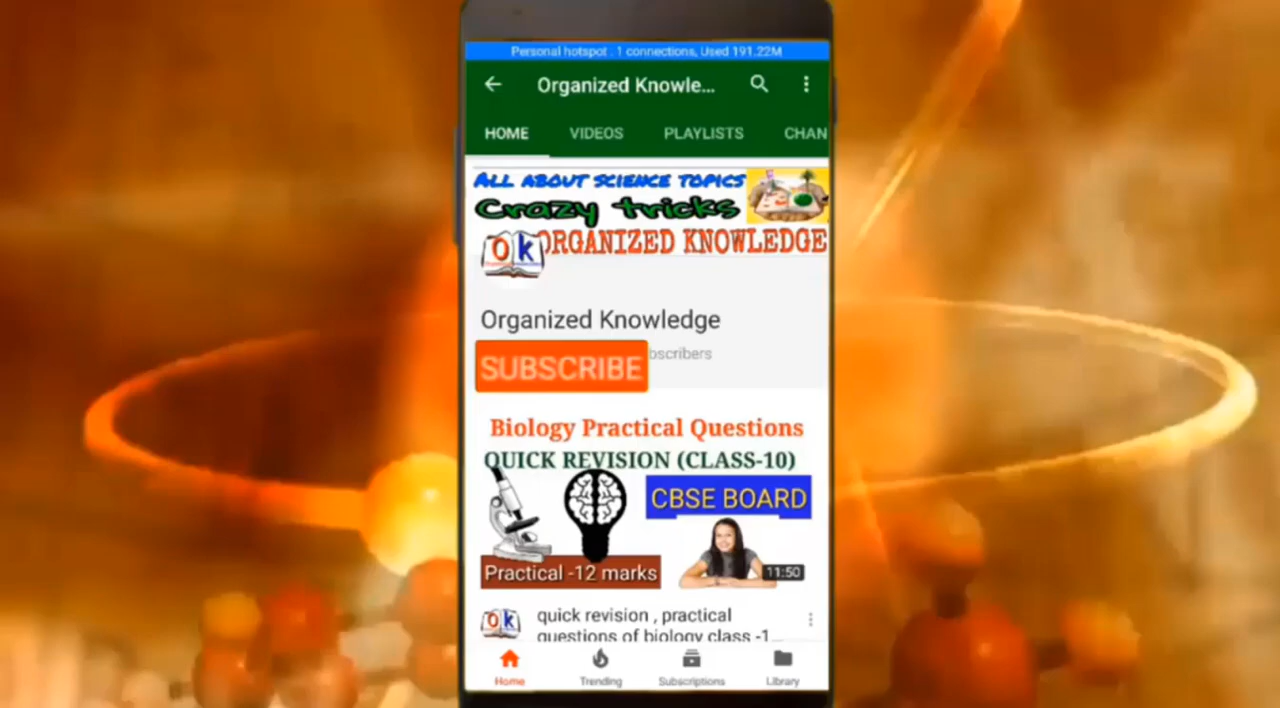 Personal hotspot : 1 connections, Used 191.22M
Organized Knowle...
HOME VIDEOS PLAYLISTS CHAN
ALL ABOUT SCIENCE TOPICS
Crazy tricks
ORGANIZED KNOWLEDGE
Ok
Organized Knowledge
SUBSCRIBE bscribers
Biology Practical Questions
QUICK REVISION (CLASS-10)
CBSE BOARD
Practical -12 marks
11:50
Ok
quick revision , practical
questions of biology class -1...
Home Trending Subscriptions Library